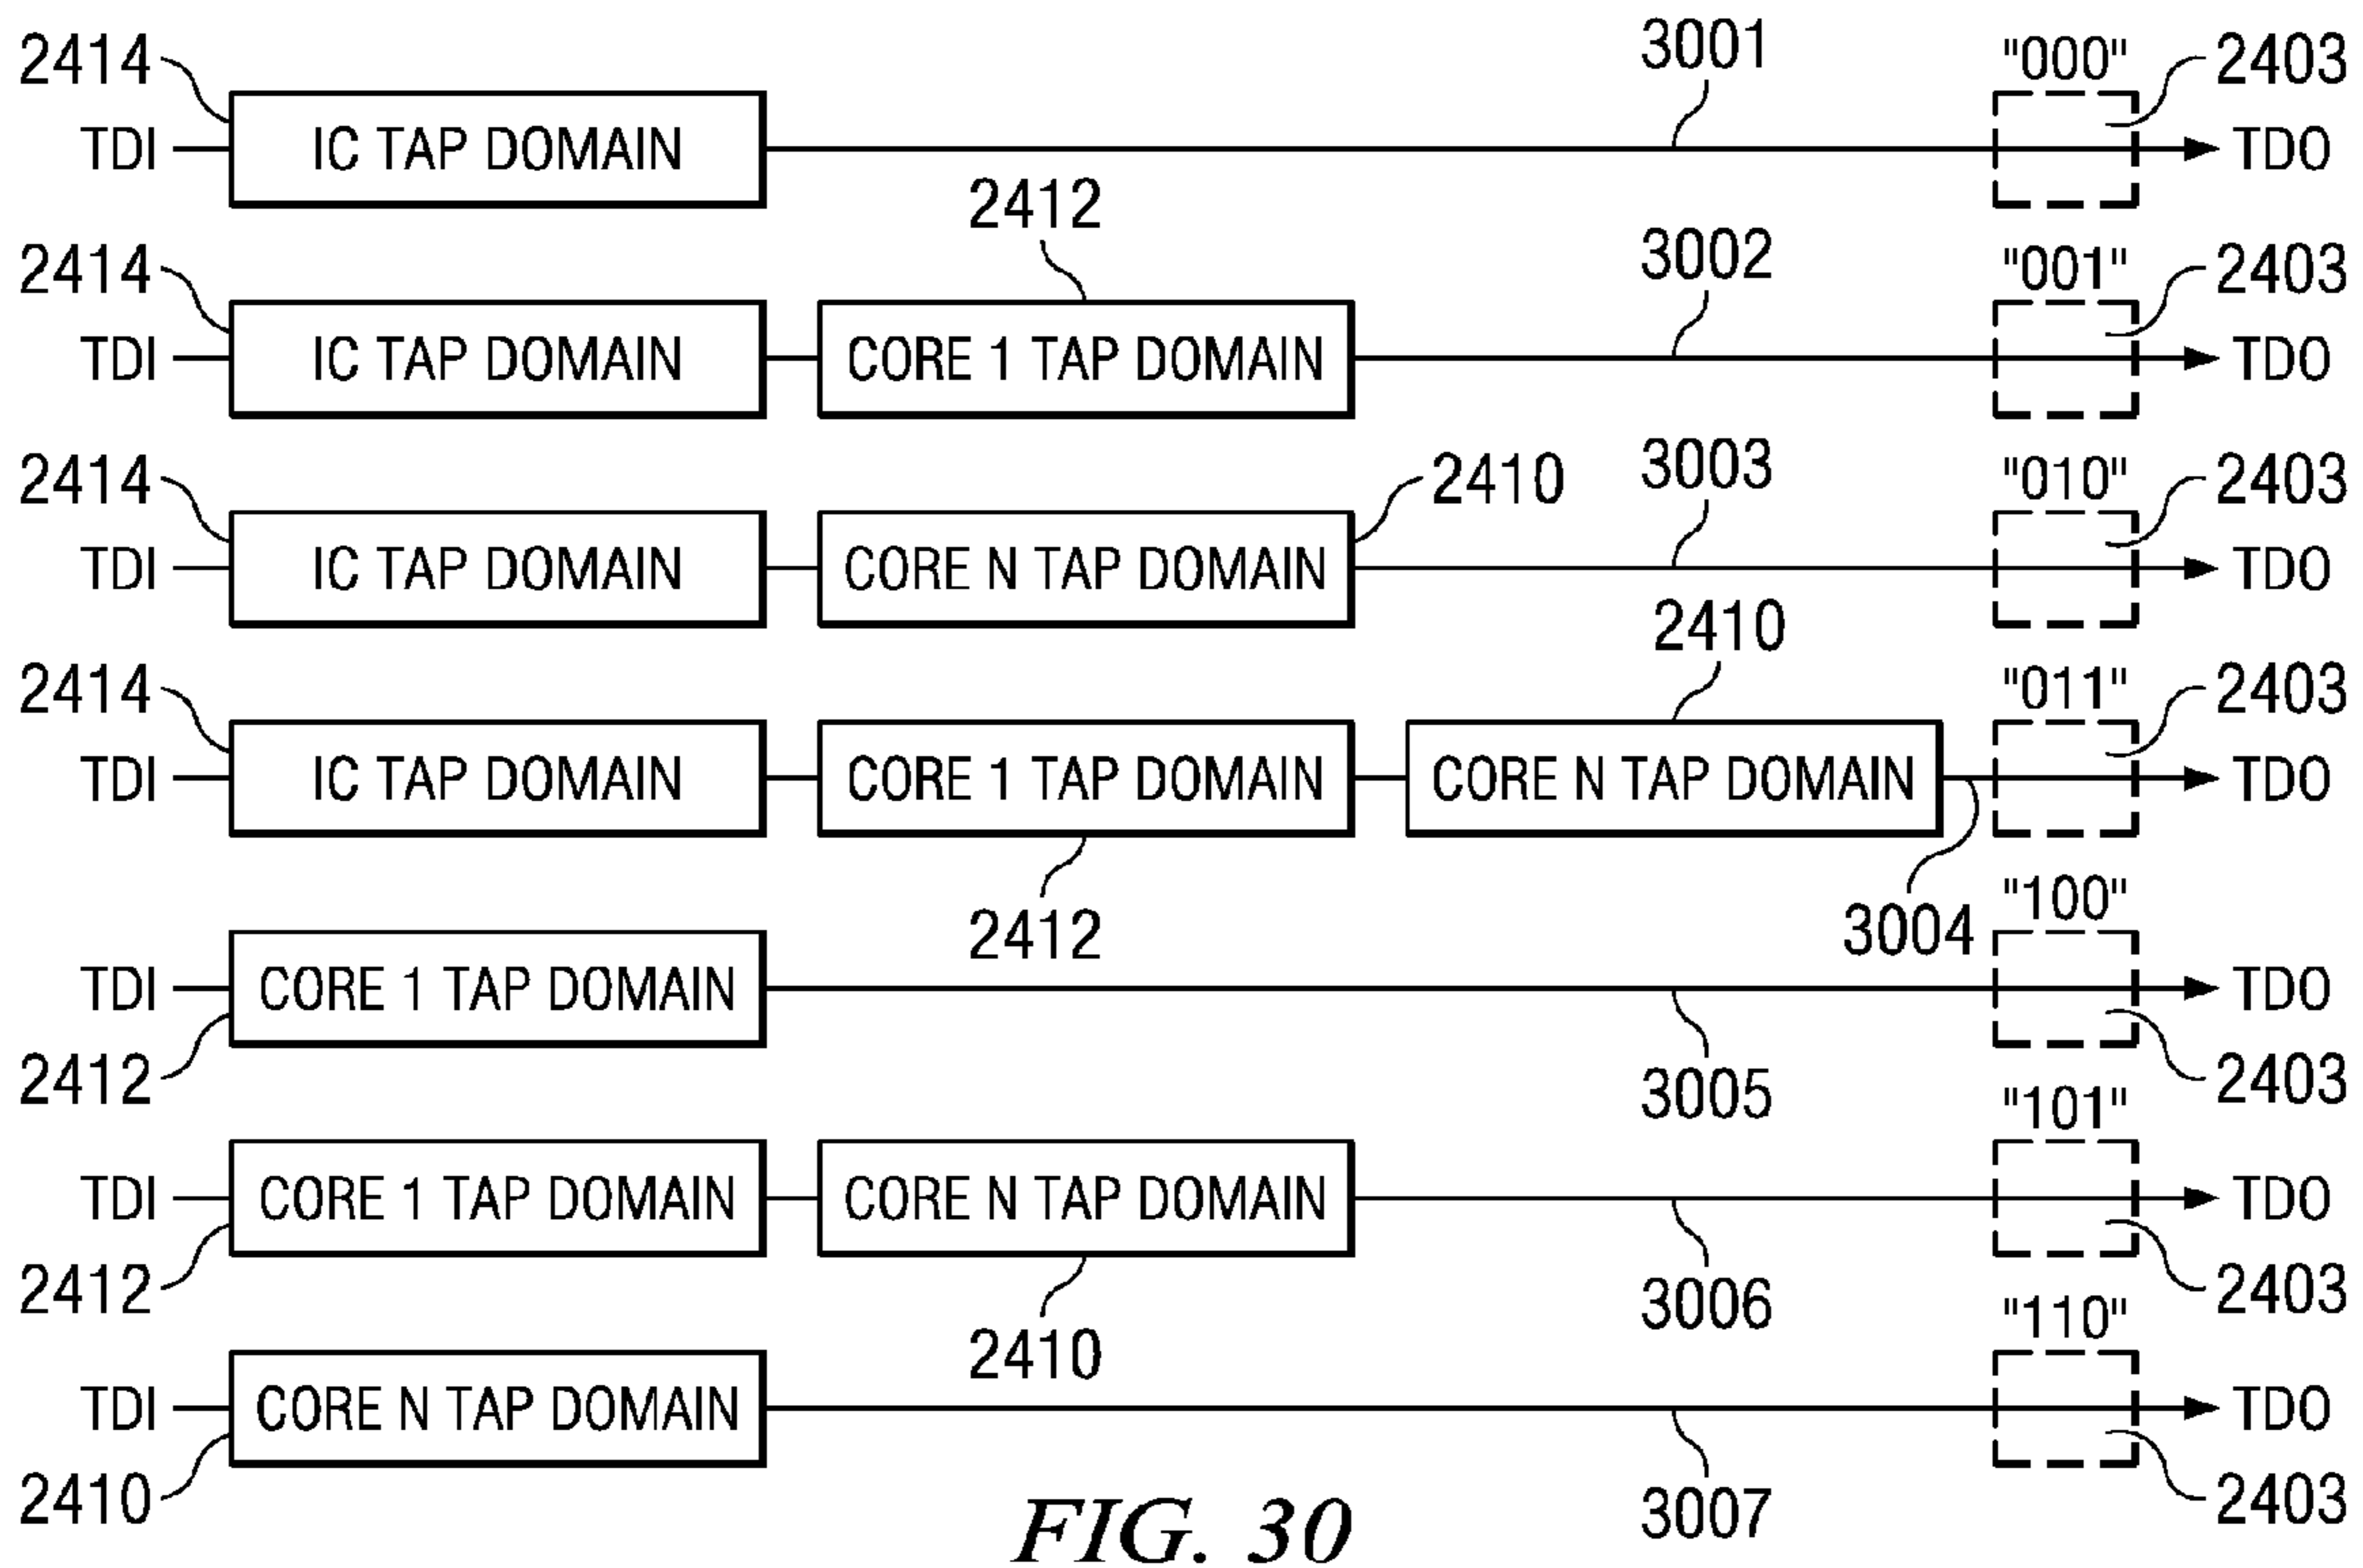 3001
"000"
2414
2403
TDI
IC TAP DOMAIN
TDO
2412
3002
"001"
2414
2403
TDI
IC TAP DOMAIN
CORE 1 TAP DOMAIN
TDO
3003
"010"
2414
2410
2403
TDI
IC TAP DOMAIN
CORE N TAP DOMAIN
TDO
2410
"011"
2414
2403
TDI
IC TAP DOMAIN
CORE 1 TAP DOMAIN
CORE N TAP DOMAIN
TDO
2412
3004
"100"
TDI
CORE 1 TAP DOMAIN
TDO
2412
3005
2403
"101"
TDI
CORE 1 TAP DOMAIN
CORE N TAP DOMAIN
TDO
2412
2410
3006
2403
"110"
TDI
CORE N TAP DOMAIN
TDO
2410
3007
2403
FIG. 30